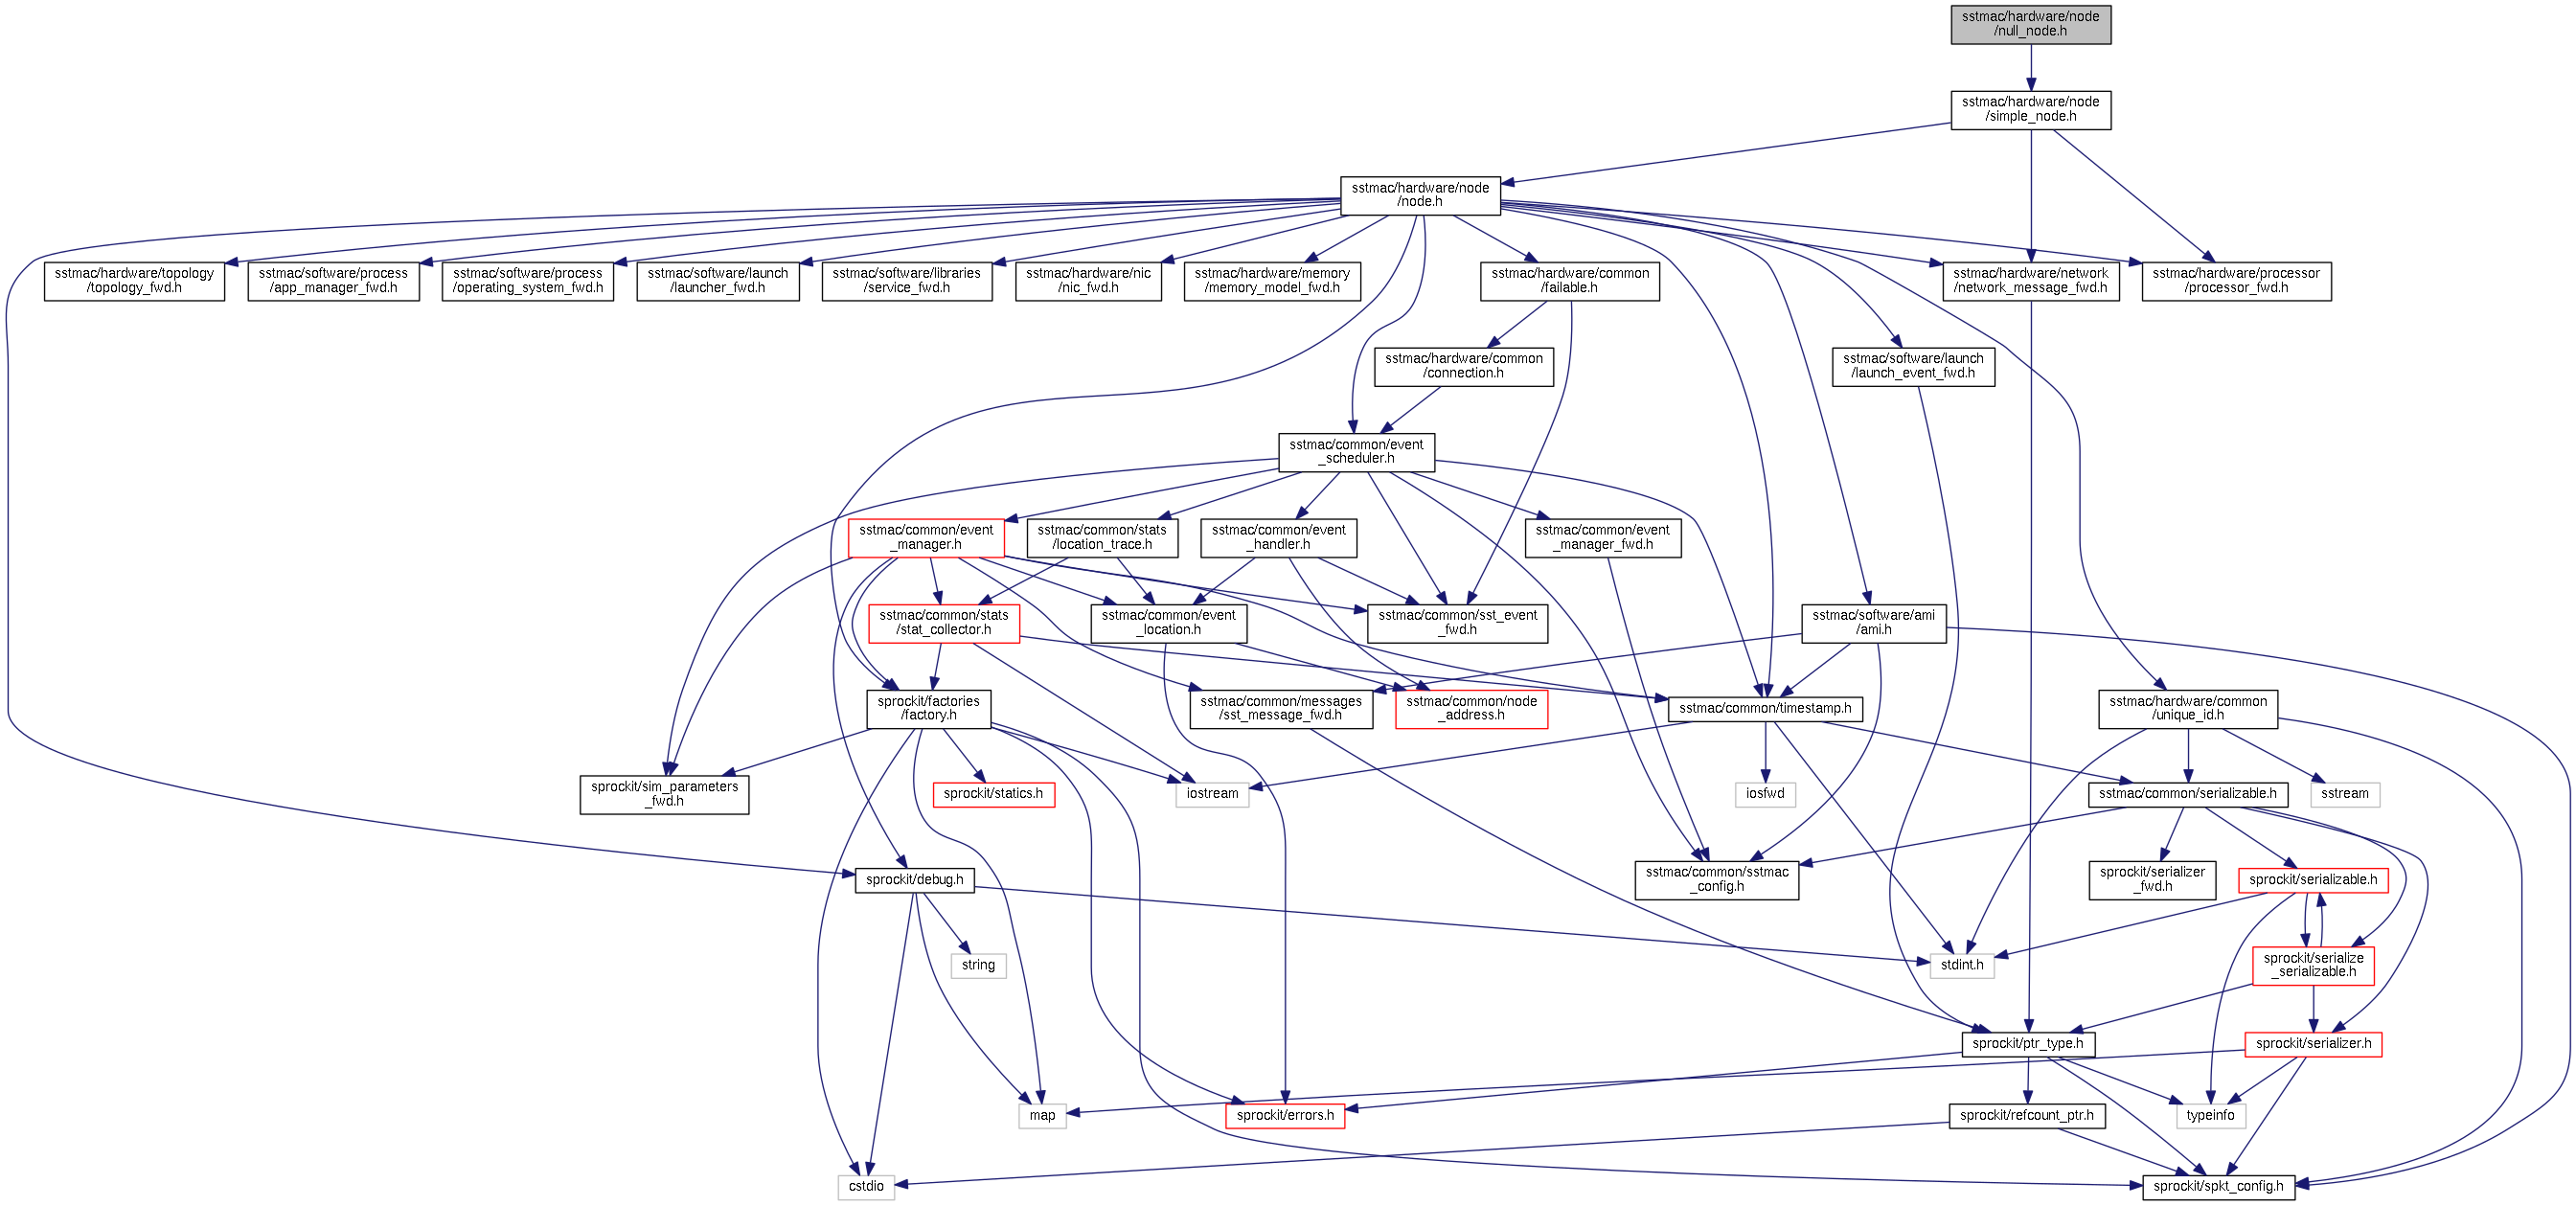 sstmac/hardware/node
/null_node.h
sstmac/hardware/node
/simple_node.h
sstmac/hardware/node
/node.h
sstmac/hardware/topology
/topology_fwd.h
sstmac/software/process
/app_manager_fwd.h
sstmac/software/process
/operating_system_fwd.h
sstmac/software/launch
/launcher_fwd.h
sstmac/software/libraries
/service_fwd.h
sstmac/hardware/nic
/nic_fwd.h
sstmac/hardware/memory
/memory_model_fwd.h
sstmac/hardware/common
/failable.h
sstmac/hardware/network
/network_message_fwd.h
sstmac/hardware/processor
/processor_fwd.h
sstmac/hardware/common
/connection.h
sstmac/software/launch
/launch_event_fwd.h
sstmac/common/event
_scheduler.h
sstmac/common/event
_manager.h
sstmac/common/stats
/location_trace.h
sstmac/common/event
_handler.h
sstmac/common/event
_manager_fwd.h
sstmac/common/stats
/stat_collector.h
sstmac/common/event
_location.h
sstmac/common/sst_event
_fwd.h
sstmac/software/ami
/ami.h
sprockit/factories
/factory.h
sstmac/common/messages
/sst_message_fwd.h
sstmac/common/node
_address.h
sstmac/common/timestamp.h
sstmac/hardware/common
/unique_id.h
sprockit/sim_parameters
_fwd.h
sprockit/statics.h
iostream
iosfwd
sstmac/common/serializable.h
sstream
sprockit/debug.h
sstmac/common/sstmac
_config.h
sprockit/serializer
_fwd.h
sprockit/serializable.h
string
stdint.h
sprockit/serialize
_serializable.h
sprockit/ptr_type.h
sprockit/serializer.h
map
sprockit/errors.h
sprockit/refcount_ptr.h
typeinfo
cstdio
sprockit/spkt_config.h